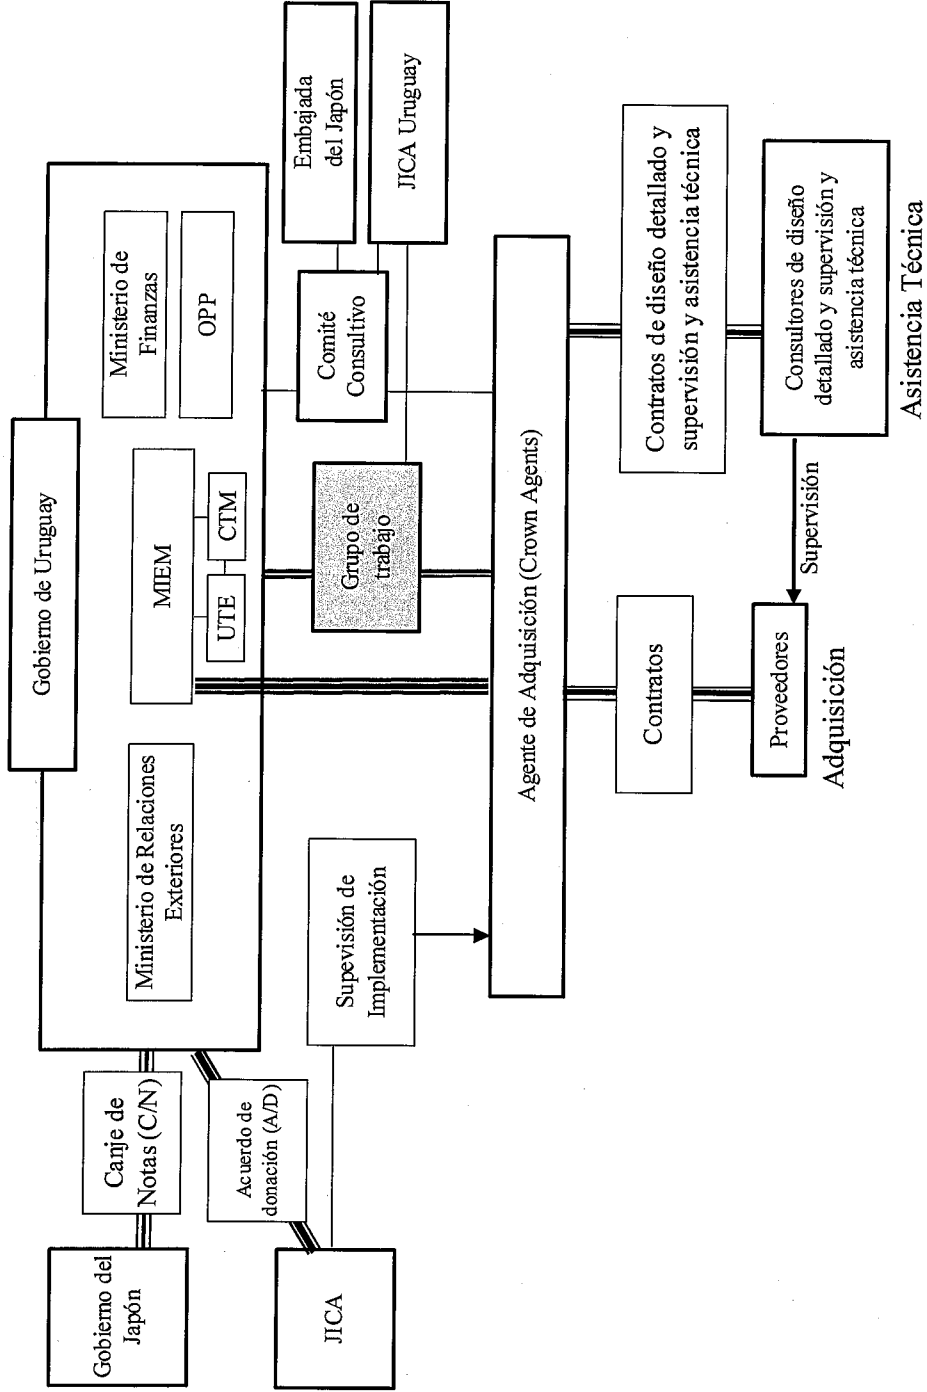 Gobierno de Uruguay
Gobierno del
Japón
Canje de
Notas (C/N)
Ministerio de Relaciones
Exteriores
MIEM
UTE
CTM
Ministerio de
Finanzas
OPP
Acuerdo de
donación (A/D)
JICA
Supevisión de
Implementación
Grupo de
trabajo
Comité
Consultivo
Embajada
del Japón
JICA Uruguay
Agente de Adquisición (Crown Agents)
Contratos
Contratos de diseño detallado y
supervisión y asistencia técnica
Proveedores
Supervisión
Consultores de diseño
detallado y supervisión y
asistencia técnica
Adquisición
Asistencia Técnica